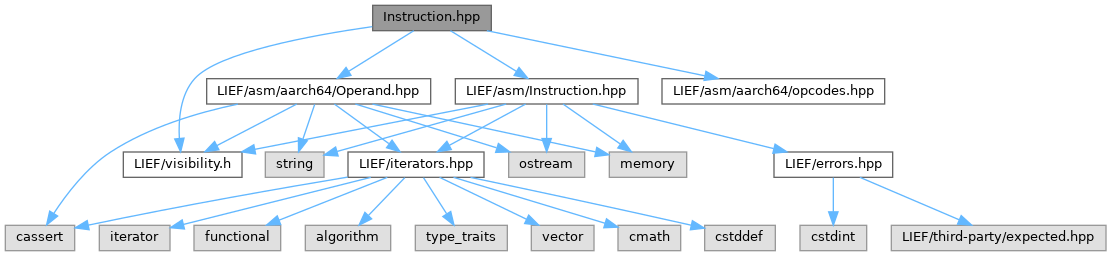 Instruction.hpp
LIEF/asm/aarch64/Operand.hpp
LIEF/asm/Instruction.hpp
LIEF/asm/aarch64/opcodes.hpp
LIEF/visibility.h
string
LIEF/iterators.hpp
ostream
memory
LIEF/errors.hpp
cassert
iterator
functional
algorithm
type_traits
vector
cmath
cstddef
cstdint
LIEF/third-party/expected.hpp